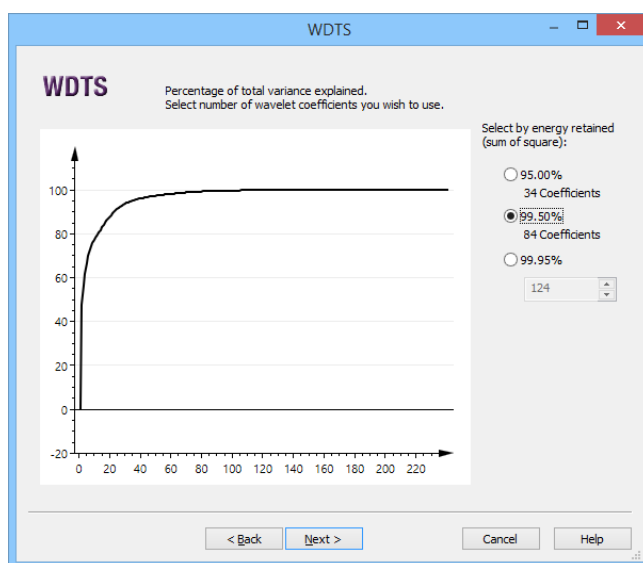 WDTS
WDTS
Percentage of total variance explained.
Select number of wavelet coefficients you wish to use.
Select by energy retained
(sum of square):
95.00%
34 Coefficients
99.50%
84 Coefficients
99.95%
124
100
80
60
40
20
0
-20
0 20 40 60 80 100 120 140 160 180 200 220
< Back Next > Cancel Help